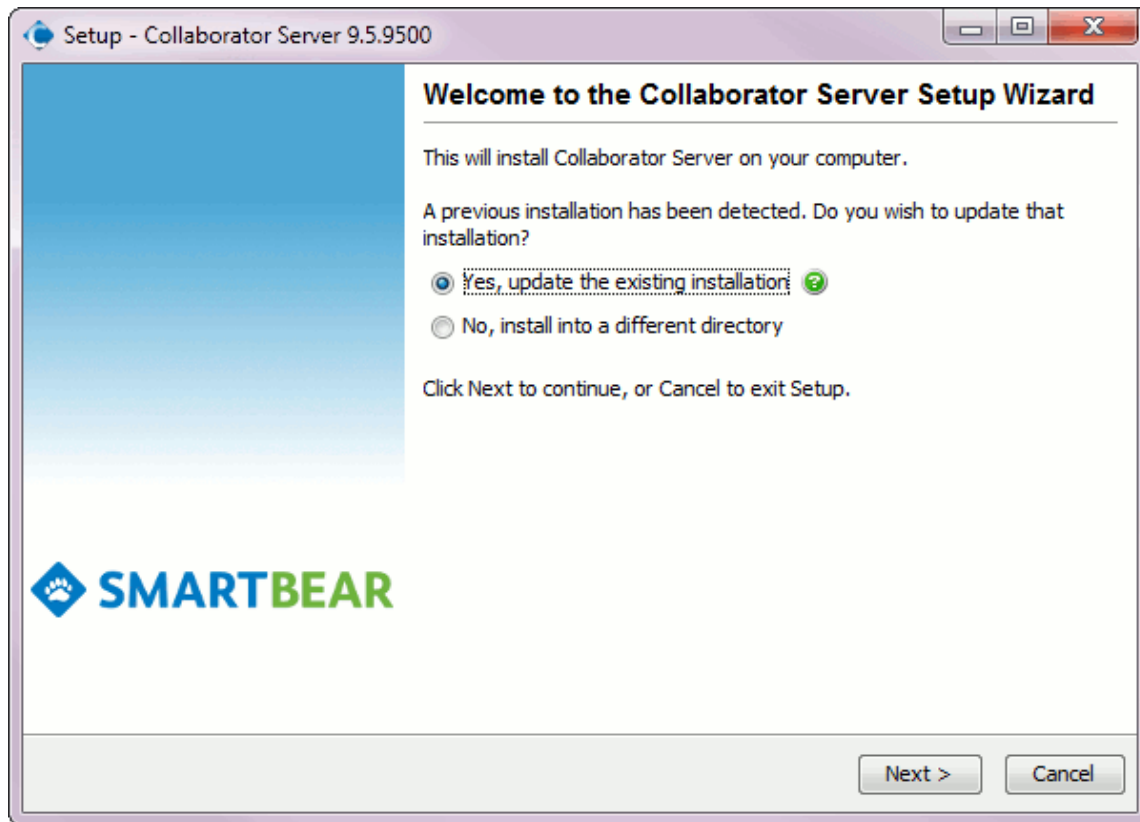 Setup - Collaborator Server 9.5.9500
Welcome to the Collaborator Server Setup Wizard
This will install Collaborator Server on your computer.
A previous installation has been detected. Do you wish to update that
installation?
Yes, update the existing installation
No, install into a different directory
Click Next to continue, or Cancel to exit Setup.
SMARTBEAR
Next >
Cancel